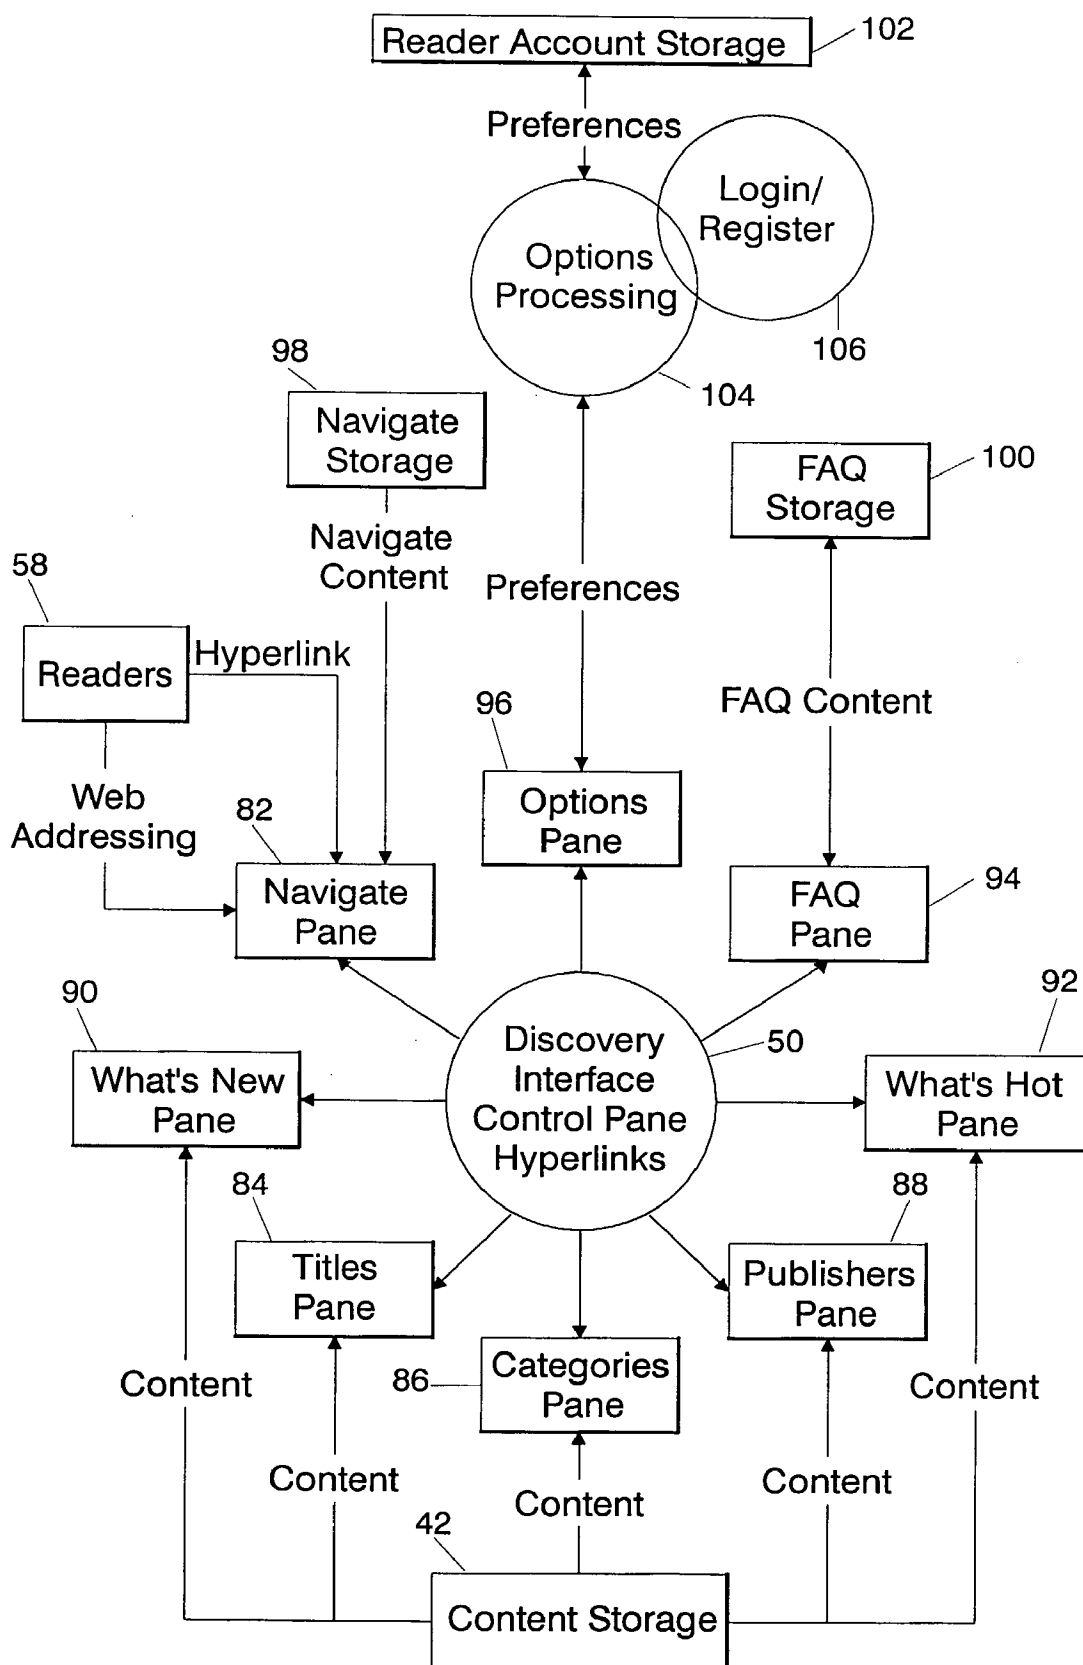 Reader Account Storage
102
Preferences
Login/
Register
Options
Processing
106
104
98
Navigate
Storage
FAQ
Storage
100
Navigate
Content
58
Readers
Hyperlink
Preferences
FAQ Content
96
Web
Addressing
82
Options
Pane
Navigate
Pane
FAQ
Pane
94
90
What's New
Pane
Discovery
Interface
Control Pane
Hyperlinks
50
92
What's Hot
Pane
84
Titles
Pane
88
Publishers
Pane
86
Categories
Pane
Content
Content
Content
Content
Content
42
Content Storage